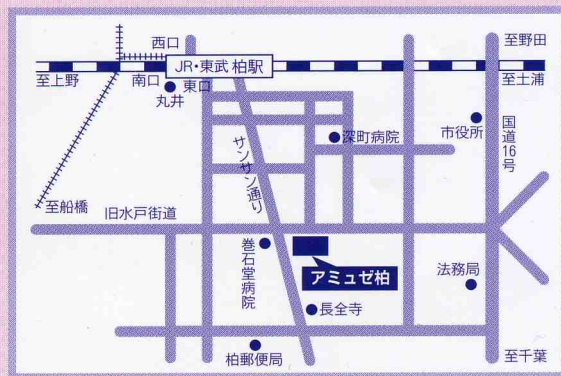 西口
至野田
JR・東武 柏駅
至上野
南口
東口
至土浦
丸井
国道16号
市役所
深町病院
サンサン通り
至船橋
旧水戸街道
巻石堂病院
アミュゼ柏
法務局
長全寺
柏郵便局
至千葉